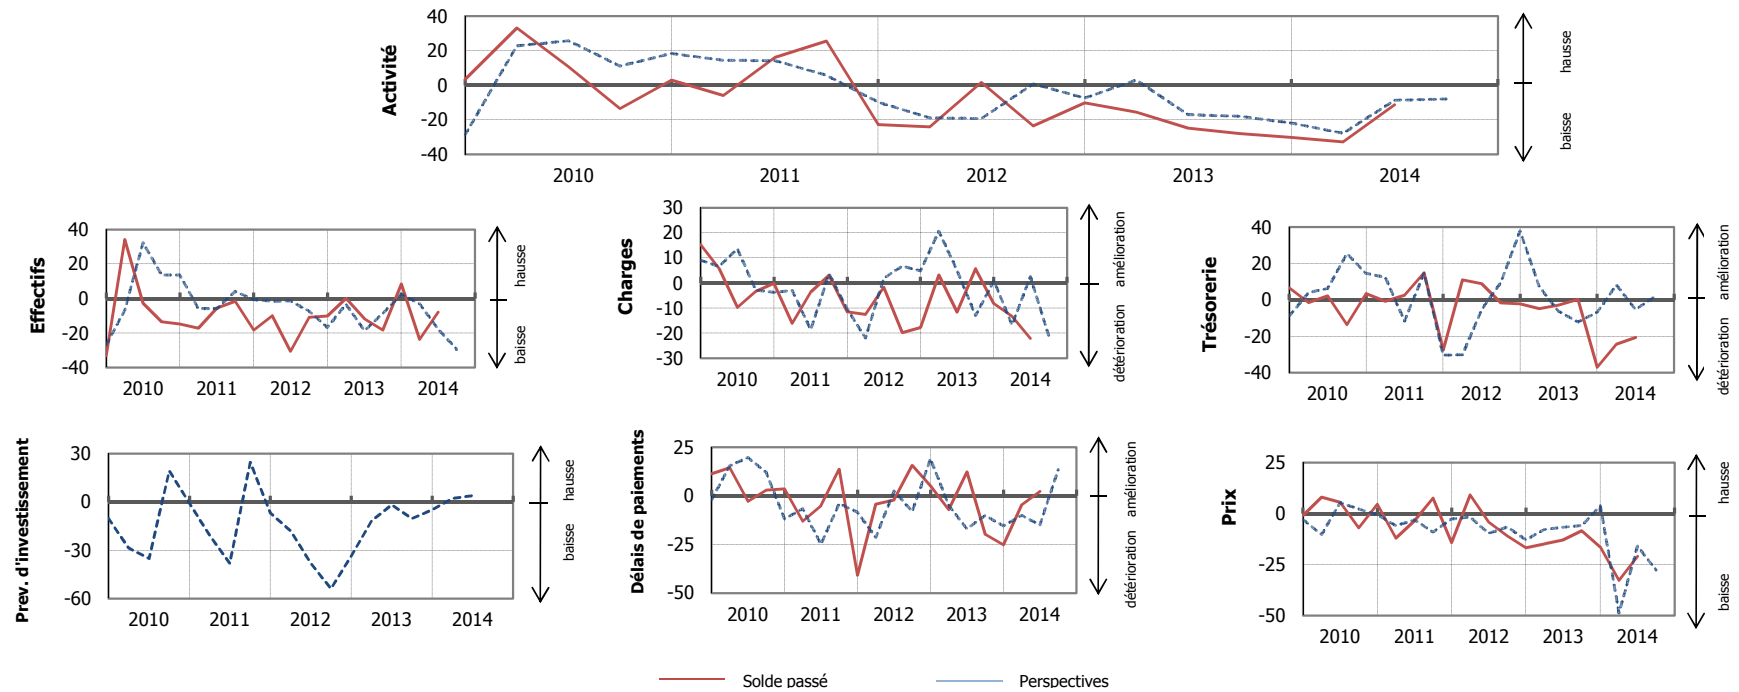 Activité
40
20
0
-20
-40
hausse
baisse
2010 2011 2012 2013 2014
Effectifs
40
20
0
-20
-40
hausse
baisse
2010 2011 2012 2013 2014
Charges
30
20
10
0
-10
-20
-30
amélioration
détérioration
2010 2011 2012 2013 2014
Trésorerie
40
20
0
-20
-40
amélioration
détérioration
2010 2011 2012 2013 2014
Prev. d'investissement
30
0
-30
-60
hausse
baisse
2010 2011 2012 2013 2014
Délais de paiements
25
0
-25
-50
amélioration
détérioration
2010 2011 2012 2013 2014
Prix
25
0
-25
-50
hausse
baisse
2010 2011 2012 2013 2014
Solde passé Perspectives